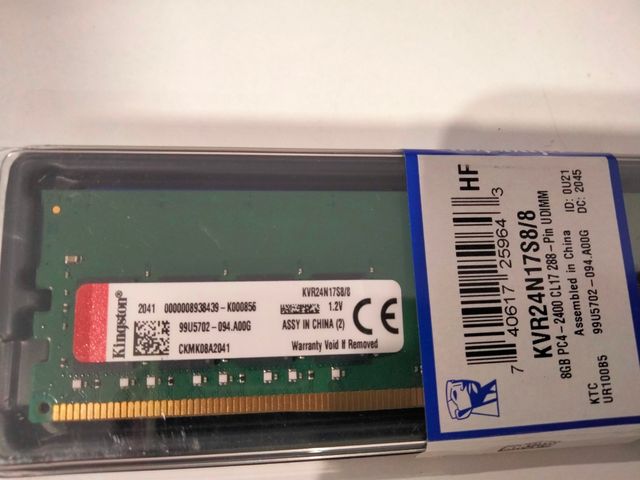 Kingston
KVR24N17S8/8
2041 0000008938439-K000856
1.2V
99U5702-094.A00G
ASSY IN CHINA (2)
CKMK08A2041
Warranty Void If Removed
CE
HF
7 40617 25964 3
KVR24N17S8/8
8GB PC4-2400 CL17 288-Pin UDIMM
Assembled in China ID: 0U21
99U5702-094.A00G DC: 2045
KTC
UR100B5